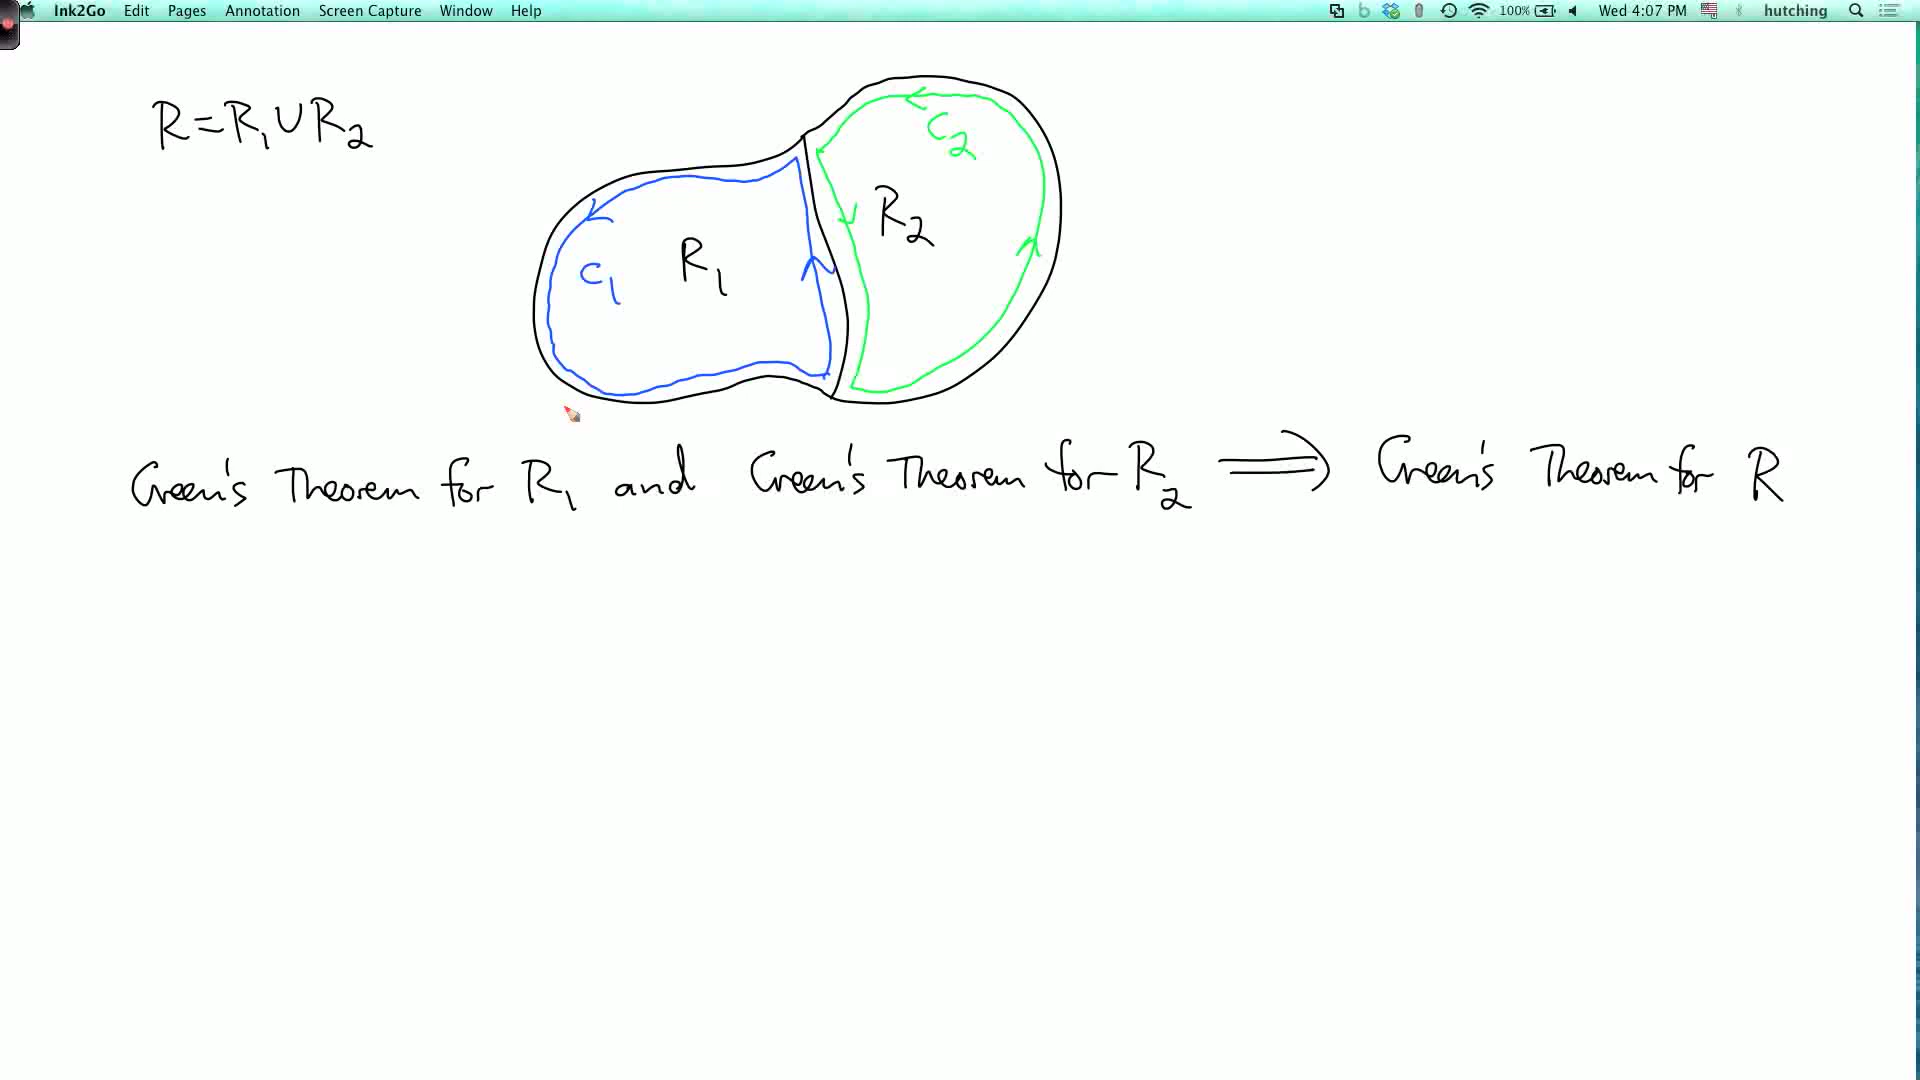 Ink2Go Edit Pages Annotation Screen Capture Window Help 100% Wed 4:07 PM hutching
R=R₁∪R₂
C₂
R₂
C₁
R₁
Green's Theorem for R₁ and Green's Theorem for R₂ ⟹ Green's Theorem for R